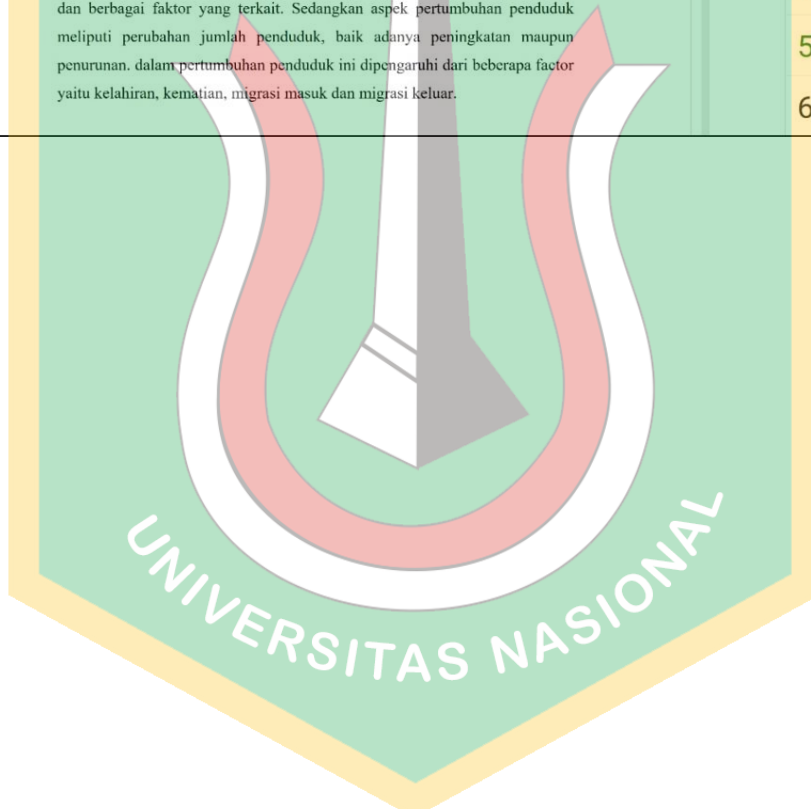 dan berbagai faktor yang terkait. Sedangkan aspek pertumbuhan penduduk
meliputi perubahan jumlah penduduk, baik adanya peningkatan maupun
penurunan. dalam pertumbuhan penduduk ini dipengaruhi dari beberapa factor
yaitu kelahiran, kematian, migrasi masuk dan migrasi keluar.
5
6
UNIVERSITAS NASIONAL